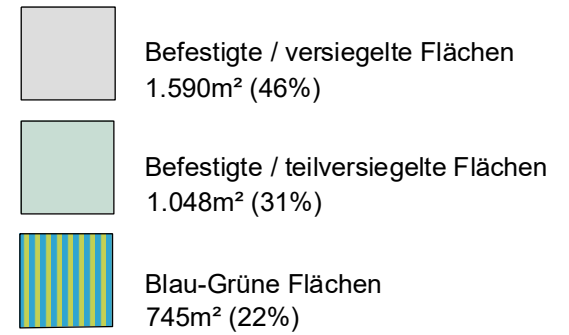 Befestigte / versiegelte Flächen
1.590m² (46%)
Befestigte / teilversiegelte Flächen
1.048m² (31%)
Blau-Grüne Flächen
745m² (22%)